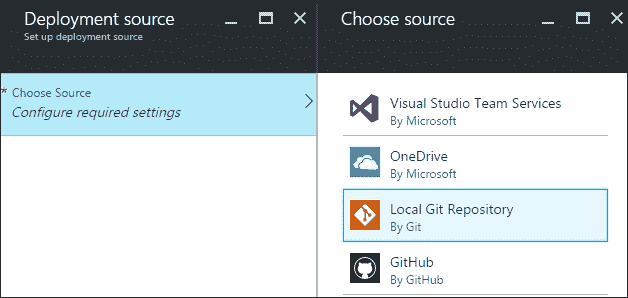 Deployment source
Set up deployment source
* Choose Source
Configure required settings
Choose source
Visual Studio Team Services
By Microsoft
OneDrive
By Microsoft
Local Git Repository
By Git
GitHub
By GitHub